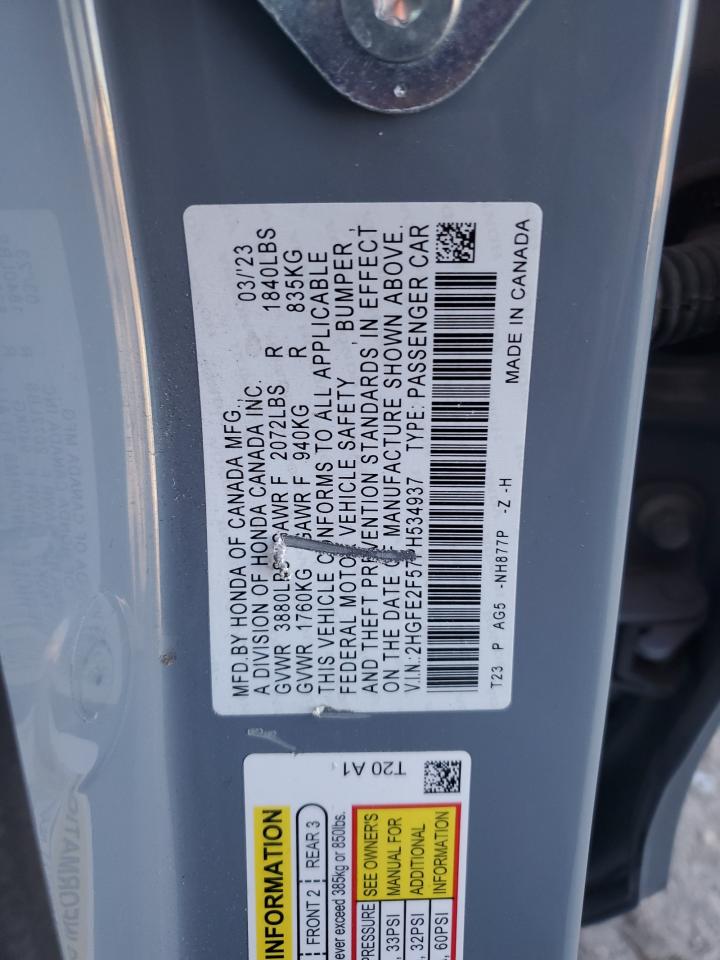 MFD.BY HONDA OF CANADA MFG., 03/'23
A DIVISION OF HONDA CANADA INC.
GVWR 3880LBS GAWR F 2072LBS R 1840LBS
GVWR 1760KG GAWR F 940KG R 835KG
THIS VEHICLE CONFORMS TO ALL APPLICABLE
FEDERAL MOTOR VEHICLE SAFETY , BUMPER ,
AND THEFT PREVENTION STANDARDS IN EFFECT
ON THE DATE OF MANUFACTURE SHOWN ABOVE.
V.I.N.: TYPE: PASSENGER CAR
T23 P AG5 -NH877P -Z -H MADE IN CANADA
T20 A1
INFORMATION
FRONT 2 REAR 3
exceed 385kg or 850lbs.
PRESSURE SEE OWNER'S
33PSI MANUAL FOR
32PSI ADDITIONAL
60PSI INFORMATION